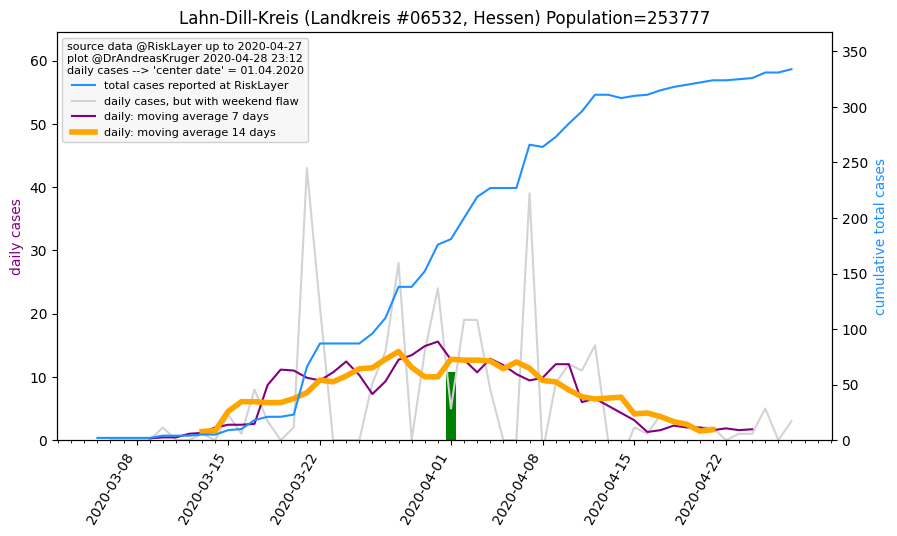 Lahn-Dill-Kreis (Landkreis #06532, Hessen) Population=253777
source data @RiskLayer up to 2020-04-27
plot @DrAndreasKruger 2020-04-28 23:12
daily cases --> 'center date' = 01.04.2020
total cases reported at RiskLayer
daily cases, but with weekend flaw
daily: moving average 7 days
daily: moving average 14 days
daily cases
60
50
40
30
20
10
0
350
300
250
200
150
100
50
0
cumulative total cases
2020-03-08
2020-03-15
2020-03-22
2020-04-01
2020-04-08
2020-04-15
2020-04-22